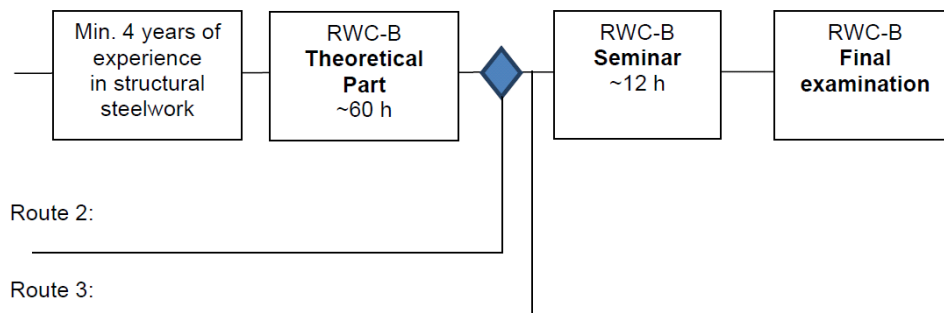 Min. 4 years of
experience
in structural
steelwork
RWC-B
Theoretical
Part
~60 h
RWC-B
Seminar
~12 h
RWC-B
Final
examination
Route 2:
Route 3: